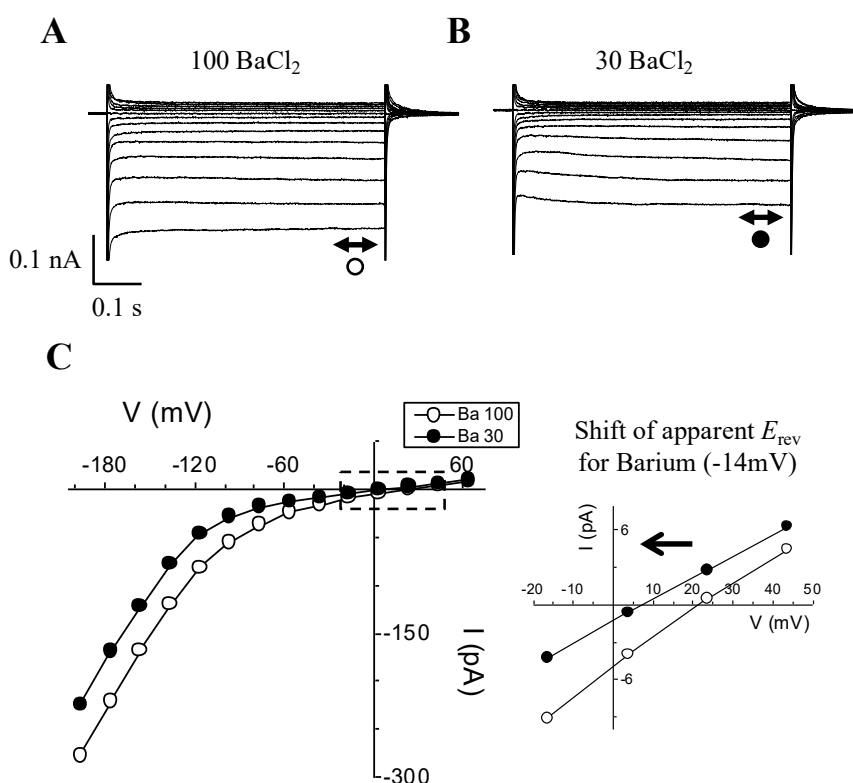 A
B
100 BaCl2
30 BaCl2
0.1 nA
0.1 s
C
V (mV)
Ba 100
Ba 30
-180
-120
-60
60
-150
I (pA)
-300
Shift of apparent Erev
for Barium (-14mV)
I (pA)
6
-20
-10
0
10
20
30
40
50
V (mV)
-6